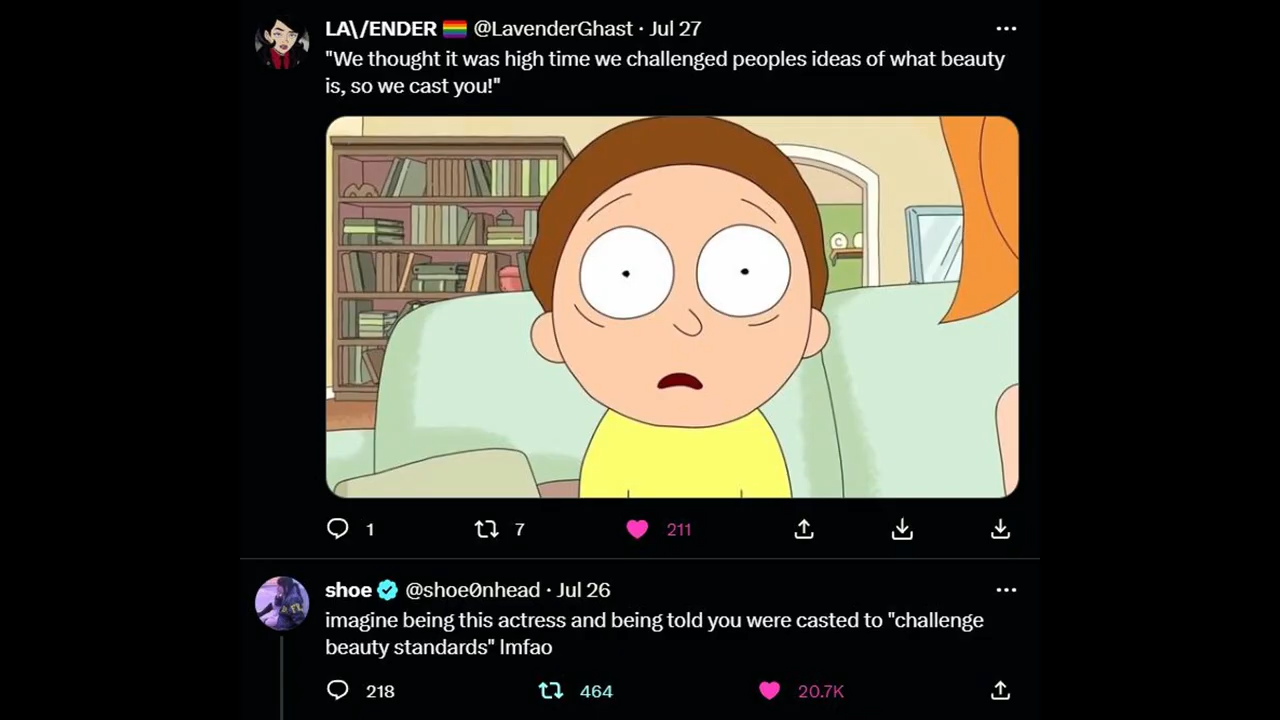 LA\/ENDER 🏳️‍🌈 @LavenderGhast · Jul 27
"We thought it was high time we challenged peoples ideas of what beauty
is, so we cast you!"
1 7 211
shoe @shoe0nhead · Jul 26
imagine being this actress and being told you were casted to "challenge
beauty standards" lmfao
218 464 20.7K